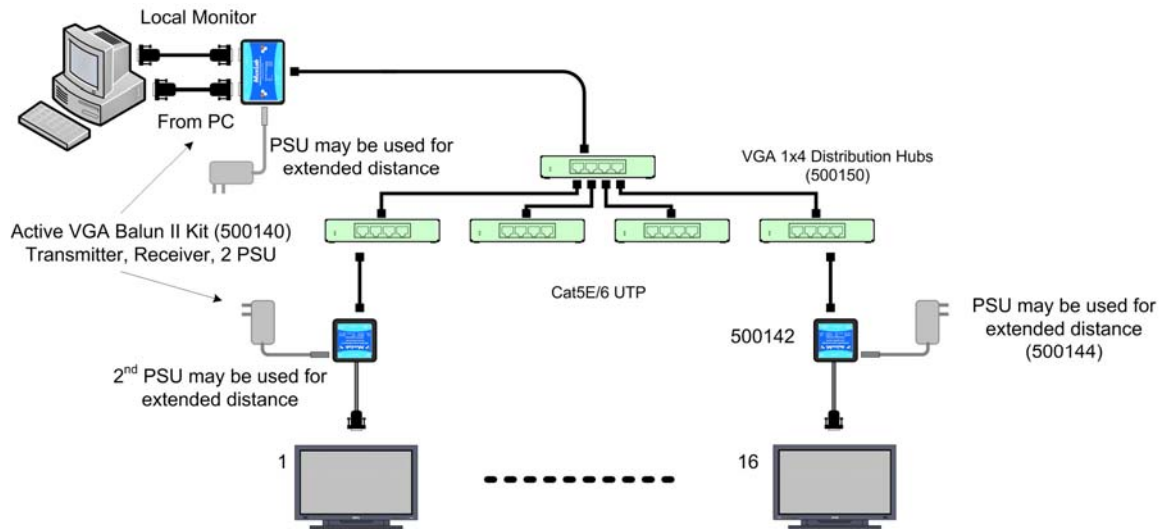 Local Monitor
From PC
PSU may be used for
extended distance
VGA 1x4 Distribution Hubs
(500150)
Active VGA Balun II Kit (500140)
Transmitter, Receiver, 2 PSU
Cat5E/6 UTP
2nd PSU may be used for
extended distance
500142
PSU may be used for
extended distance
(500144)
1
16